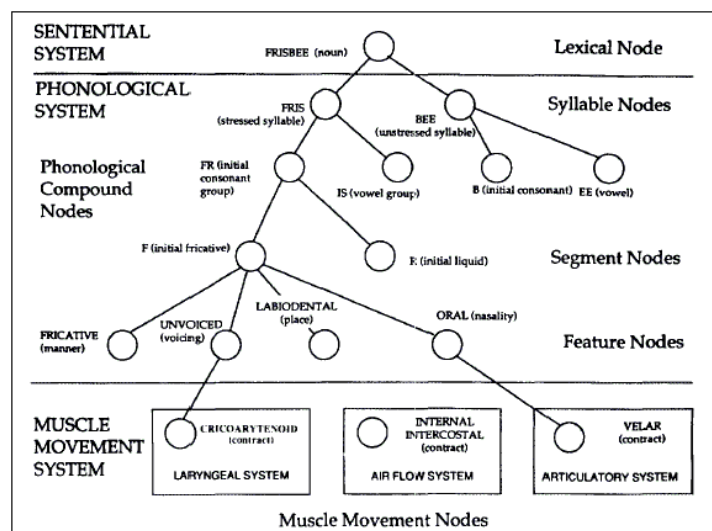 SENTENTIAL
SYSTEM
FRISBEE (noun)
Lexical Node
PHONOLOGICAL
SYSTEM
FRIS
(stressed syllable)
BEE
(unstressed syllable)
Syllable Nodes
Phonological
Compound
Nodes
FR (initial
consonant
group)
IS (vowel group)
B (initial consonant)
EE (vowel)
F (initial fricative)
R (initial liquid)
Segment Nodes
FRICATIVE
(manner)
UNVOICED
(voicing)
LABIODENTAL
(place)
ORAL (nasality)
Feature Nodes
MUSCLE
MOVEMENT
SYSTEM
CRICOARYTENOID
(contract)
LARYNGEAL SYSTEM
INTERNAL
INTERCOSTAL
(contract)
AIR FLOW SYSTEM
VELAR
(contract)
ARTICULATORY SYSTEM
Muscle Movement Nodes